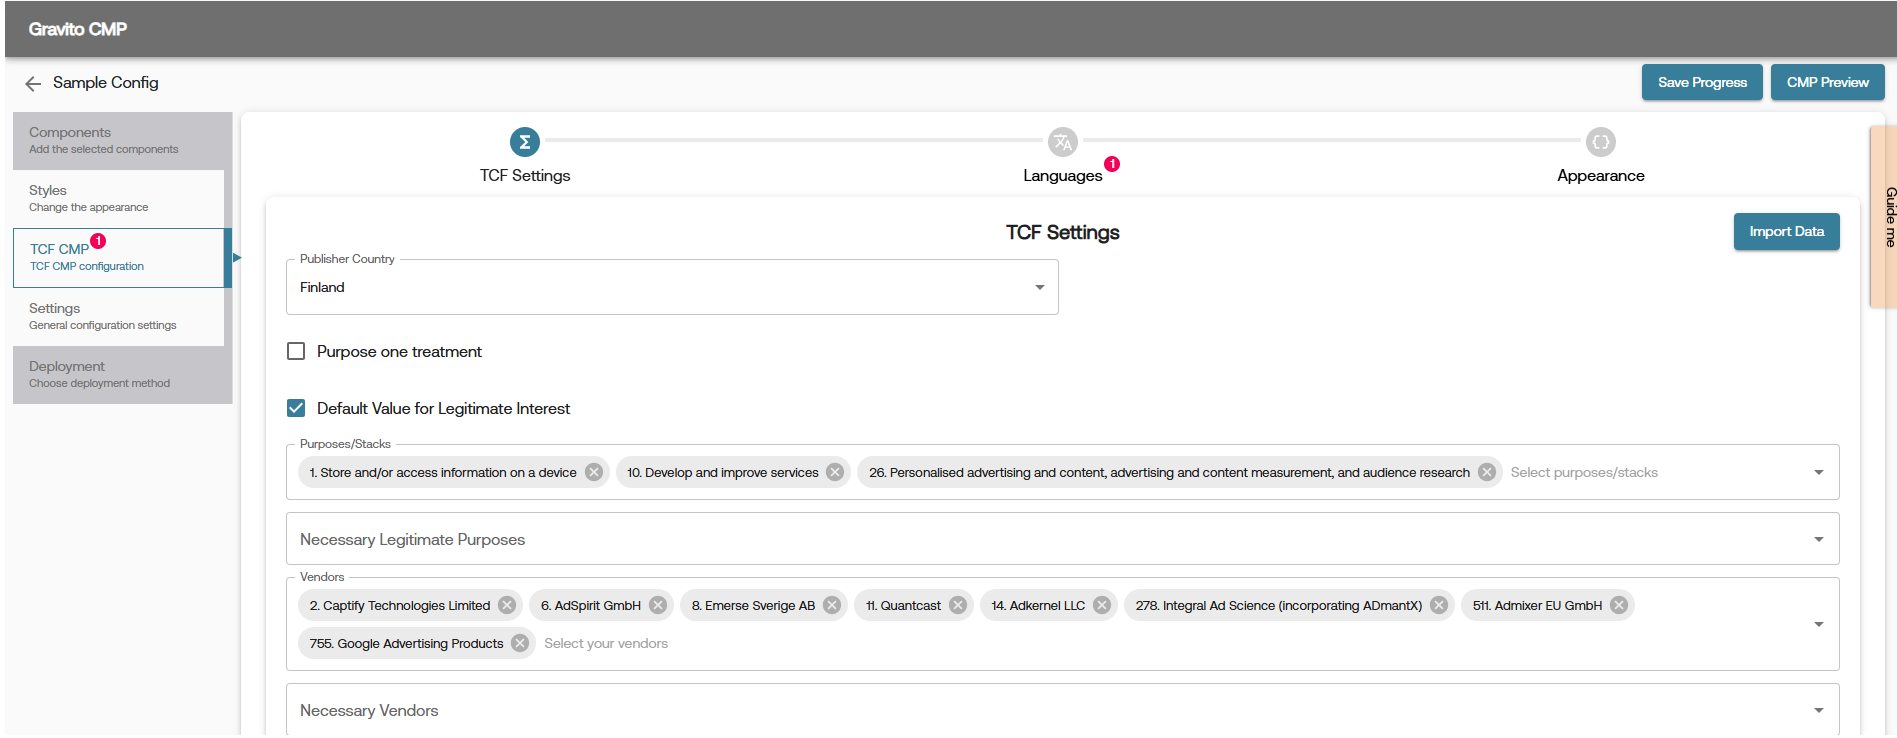 Gravito CMP
Sample Config
Save Progress
CMP Preview
Components
Add the selected components
Styles
Change the appearance
TCF CMP 1
TCF CMP configuration
Settings
General configuration settings
Deployment
Choose deployment method
TCF Settings
Languages 1
Appearance
Guide me
TCF Settings
Import Data
Publisher Country
Finland
Purpose one treatment
Default Value for Legitimate Interest
Purposes/Stacks
1. Store and/or access information on a device 10. Develop and improve services 26. Personalised advertising and content, advertising and content measurement, and audience research Select purposes/stacks
Necessary Legitimate Purposes
Vendors
2. Captify Technologies Limited 6. AdSpirit GmbH 8. Emerse Sverige AB 11. Quantcast 14. Adkernel LLC 278. Integral Ad Science (incorporating ADmantX) 511. Admixer EU GmbH
755. Google Advertising Products Select your vendors
Necessary Vendors